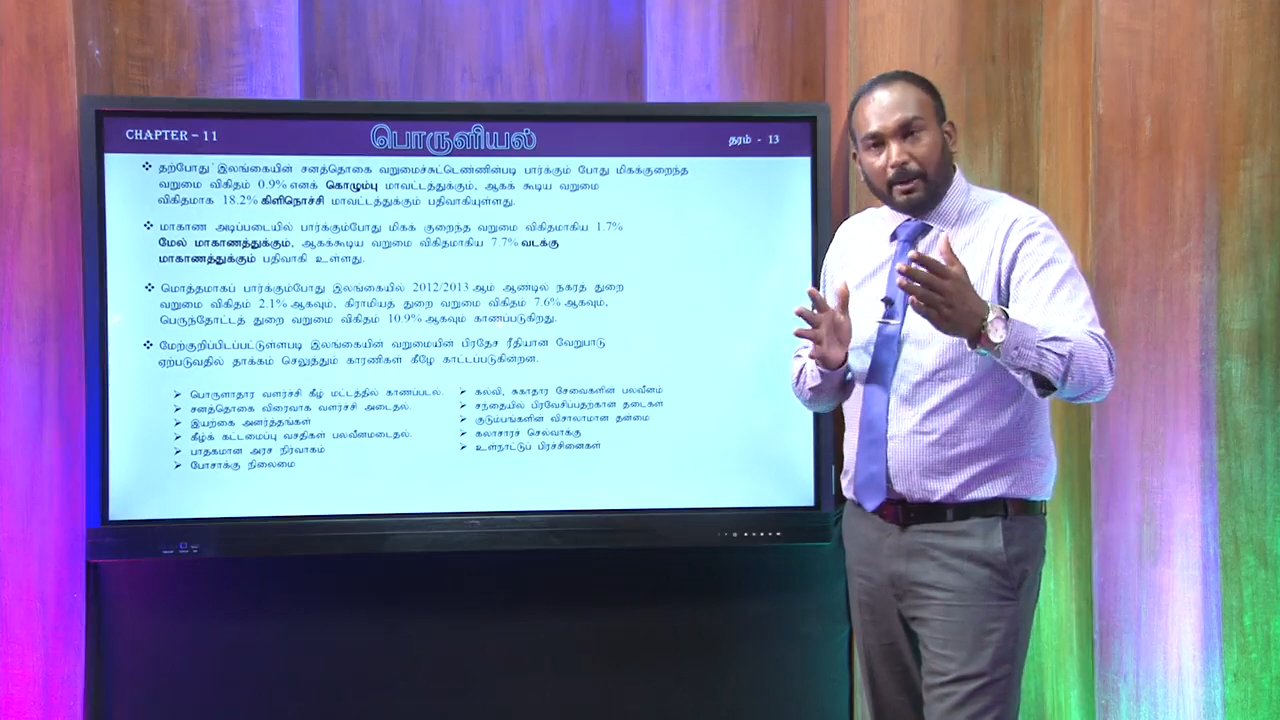 CHAPTER – 11
பொருளியல்
தரம் - 13
❖ தற்போது இலங்கையின் சனத்தொகை வறுமைச்சுட்டெண்ணின்படி பார்க்கும் போது மிகக்குறைந்த
வறுமை விகிதம் 0.9% எனக் கொழும்பு மாவட்டத்துக்கும், ஆகக் கூடிய வறுமை
விகிதமாக 18.2% கிளிநொச்சி மாவட்டத்துக்கும் பதிவாகியுள்ளது.
❖ மாகாண அடிப்படையில் பார்க்கும்போது மிகக் குறைந்த வறுமை விகிதமாகிய 1.7%
மேல் மாகாணத்துக்கும், ஆகக்கூடிய வறுமை விகிதமாகிய 7.7% வடக்கு
மாகாணத்துக்கும் பதிவாகி உள்ளது.
❖ மொத்தமாகப் பார்க்கும்போது இலங்கையில் 2012/2013 ஆம் ஆண்டில் நகரத் துறை
வறுமை விகிதம் 2.1% ஆகவும், கிராமியத் துறை வறுமை விகிதம் 7.6% ஆகவும்,
பெருந்தோட்டத் துறை வறுமை விகிதம் 10.9% ஆகவும் காணப்படுகிறது.
❖ மேற்குறிப்பிடப்பட்டுள்ளபடி இலங்கையின் வறுமையின் பிரதேச ரீதியான வேறுபாடு
ஏற்படுவதில் தாக்கம் செலுத்தும் காரணிகள் கீழே காட்டப்படுகின்றன.
➢ பொருளாதார வளர்ச்சி கீழ் மட்டத்தில் காணப்படல்.
➢ சனத்தொகை விரைவாக வளர்ச்சி அடைதல்.
➢ இயற்கை அனர்த்தங்கள்
➢ கீழ்க் கட்டமைப்பு வசதிகள் பலவீனமடைதல்.
➢ பாதகமான அரச நிர்வாகம்
➢ போசாக்கு நிலைமை
➢ கல்வி, சுகாதார சேவைகளின் பலவீனம்
➢ சந்தையில் பிரவேசிப்பதற்கான தடைகள்
➢ குடும்பங்களின் விசாலாமான தன்மை
➢ கலாசாரச் செல்வாக்கு
➢ உள்நாட்டுப் பிரச்சினைகள்